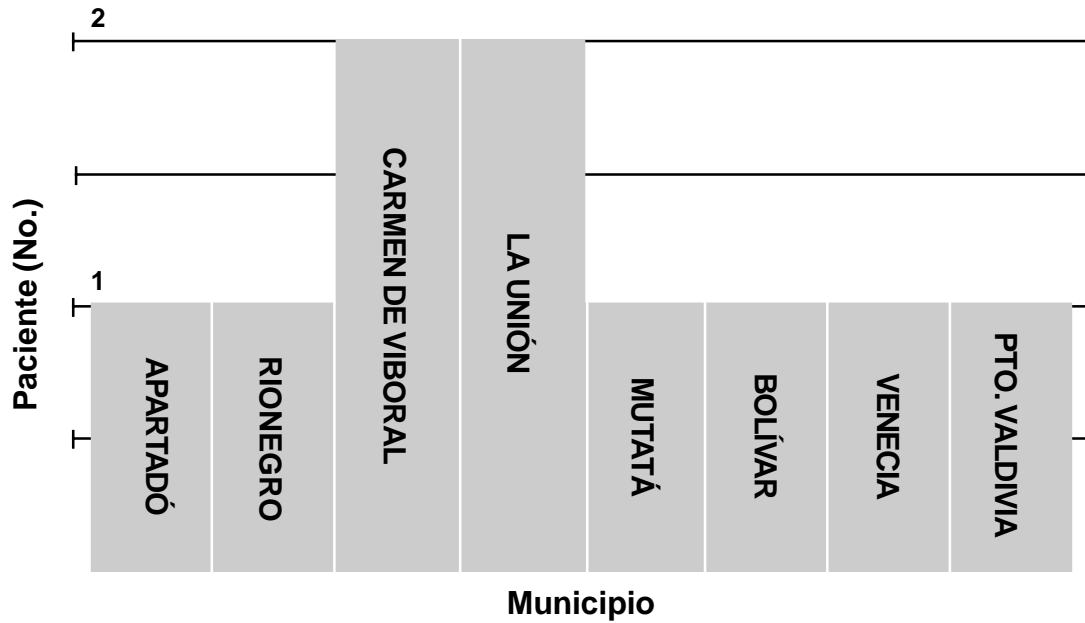 2
1
Paciente (No.)
APARTADÓ
RIONEGRO
CARMEN DE VIBORAL
LA UNIÓN
MUTATÁ
BOLÍVAR
VENECIA
PTO. VALDIVIA
Municipio